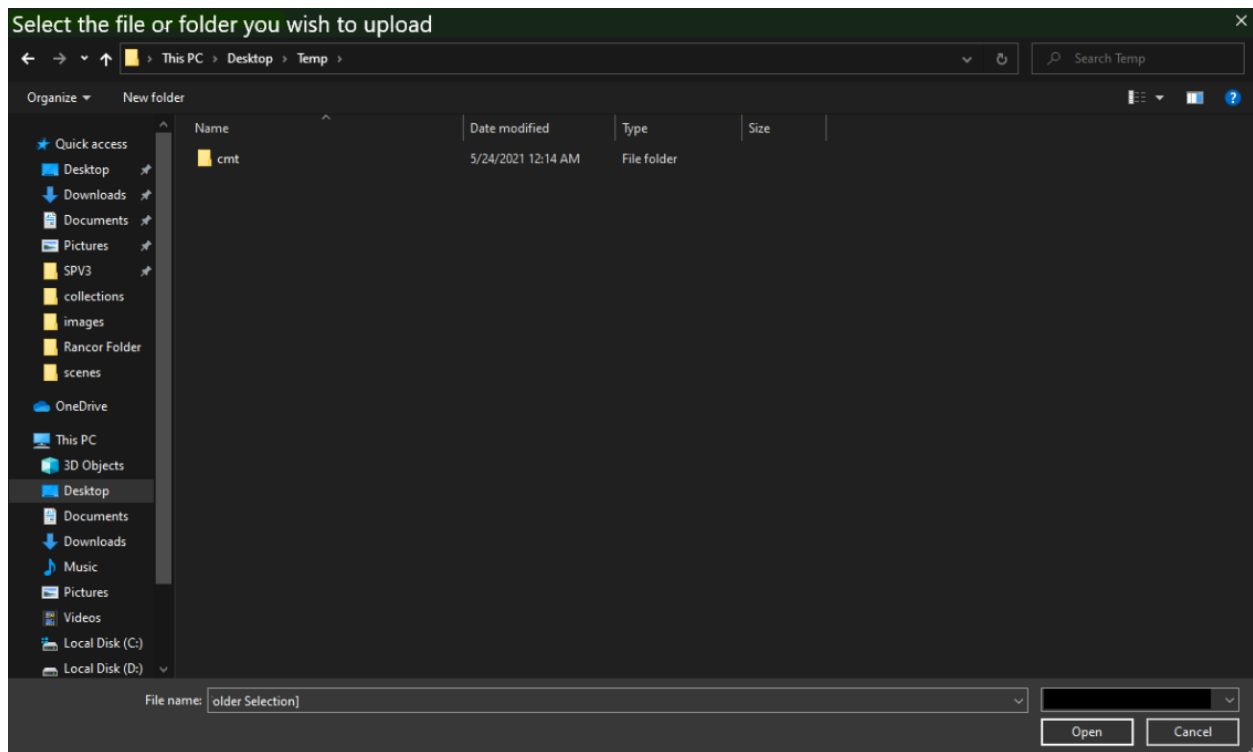 Select the file or folder you wish to upload
This PC > Desktop > Temp >
Search Temp
Organize New folder
Name Date modified Type Size
cmt 5/24/2021 12:14 AM File folder
Quick access
Desktop
Downloads
Documents
Pictures
SPV3
collections
images
Rancor Folder
scenes
OneDrive
This PC
3D Objects
Desktop
Documents
Downloads
Music
Pictures
Videos
Local Disk (C:)
Local Disk (D:)
File name: older Selection]
Open Cancel